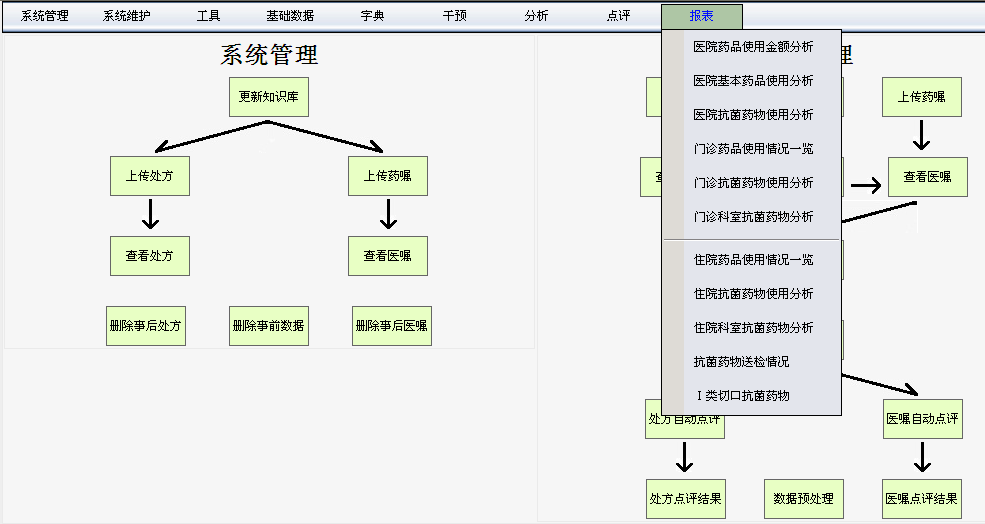 系统管理 系统维护 工具 基础数据 字典 干预 分析 点评 报表
系统管理
更新知识库
上传处方 上传药嘱
查看处方 查看医嘱
删除事后处方 删除事前数据 删除事后医嘱
医院药品使用金额分析
医院基本药品使用分析
医院抗菌药物使用分析
门诊药品使用情况一览
门诊抗菌药物使用分析
门诊科室抗菌药物分析
住院药品使用情况一览
住院抗菌药物使用分析
住院科室抗菌药物分析
抗菌药物送检情况
Ⅰ类切口抗菌药物
理
上传药嘱
查看医嘱
处方自动点评 医嘱自动点评
处方点评结果 数据预处理 医嘱点评结果